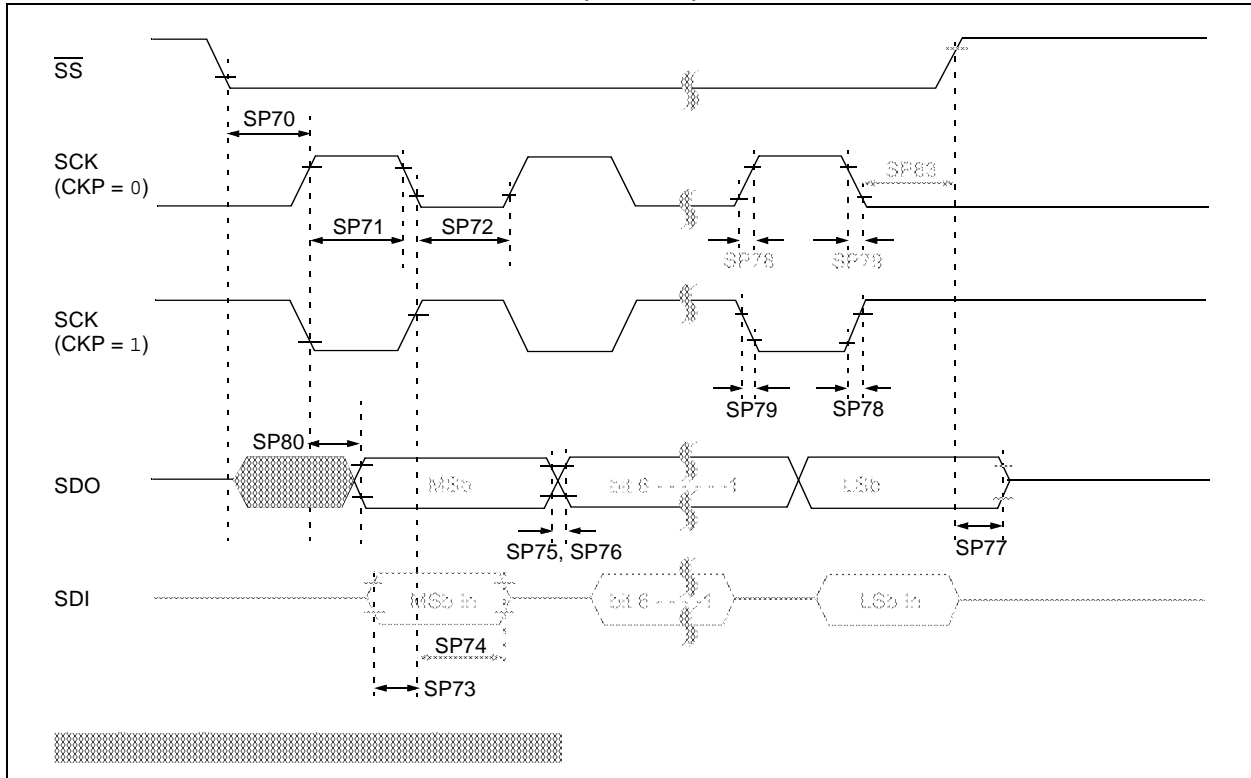 SS
SP70
SCK
(CKP = 0)
SP83
SP71
SP72
SP78
SP79
SCK
(CKP = 1)
SP79
SP78
SP80
SDO
MSb
bit 6 - - - - - - -1
LSb
SP75, SP76
SP77
SDI
MSb In
bit 6 - - - - -1
LSb In
SP74
SP73